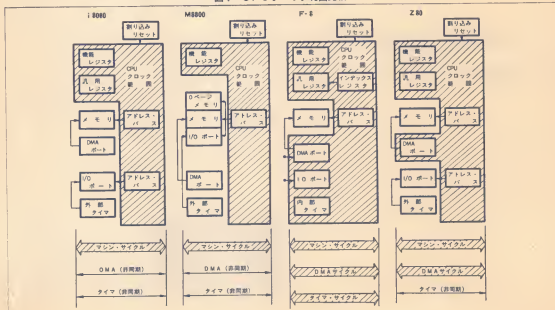 i 8080
割り込み
リセット
機能
レジスタ
汎用
レジスタ
CPU
クロック
範囲
メモリ
アドレス・
バス
DMA
ポート
I/O
ポート
アドレス・
バス
外部
タイマ
マシン・サイクル
DMA (非同期)
タイマ (非同期)
M6800
割り込み
リセット
機能
レジスタ
CPU
クロック
範囲
0ページ
メモリ
メモリ
I/Oポート
アドレス・
バス
DMA
ポート
外部
タイマ
マシン・サイクル
DMA (非同期)
タイマ (非同期)
F-8
割り込み
リセット
機能
レジスタ
汎用
レジスタ
インデックス
レジスタ
CPU
クロック
範囲
メモリ
アドレス・
バス
DMAポート
I/Oポート
内部
タイマ
マシン・サイクル
DMAサイクル
タイマ・サイクル
Z80
割り込み
リセット
機能
レジスタ
汎用
レジスタ
CPU
クロック
範囲
メモリ
アドレス・
バス
DMA
ポート
I/O
ポート
アドレス・
バス
外部
タイマ
マシン・サイクル
DMAサイクル
タイマ (非同期)